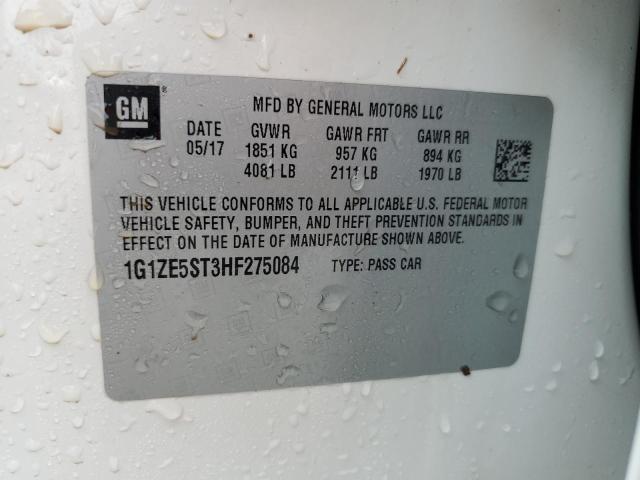 GM ®
MFD BY GENERAL MOTORS LLC
DATE GVWR GAWR FRT GAWR RR
05/17 1851 KG 957 KG 894 KG
4081 LB 2111 LB 1970 LB
THIS VEHICLE CONFORMS TO ALL APPLICABLE U.S. FEDERAL MOTOR
VEHICLE SAFETY, BUMPER, AND THEFT PREVENTION STANDARDS IN
EFFECT ON THE DATE OF MANUFACTURE SHOWN ABOVE.
1G1ZE5ST3HF275084 TYPE: PASS CAR